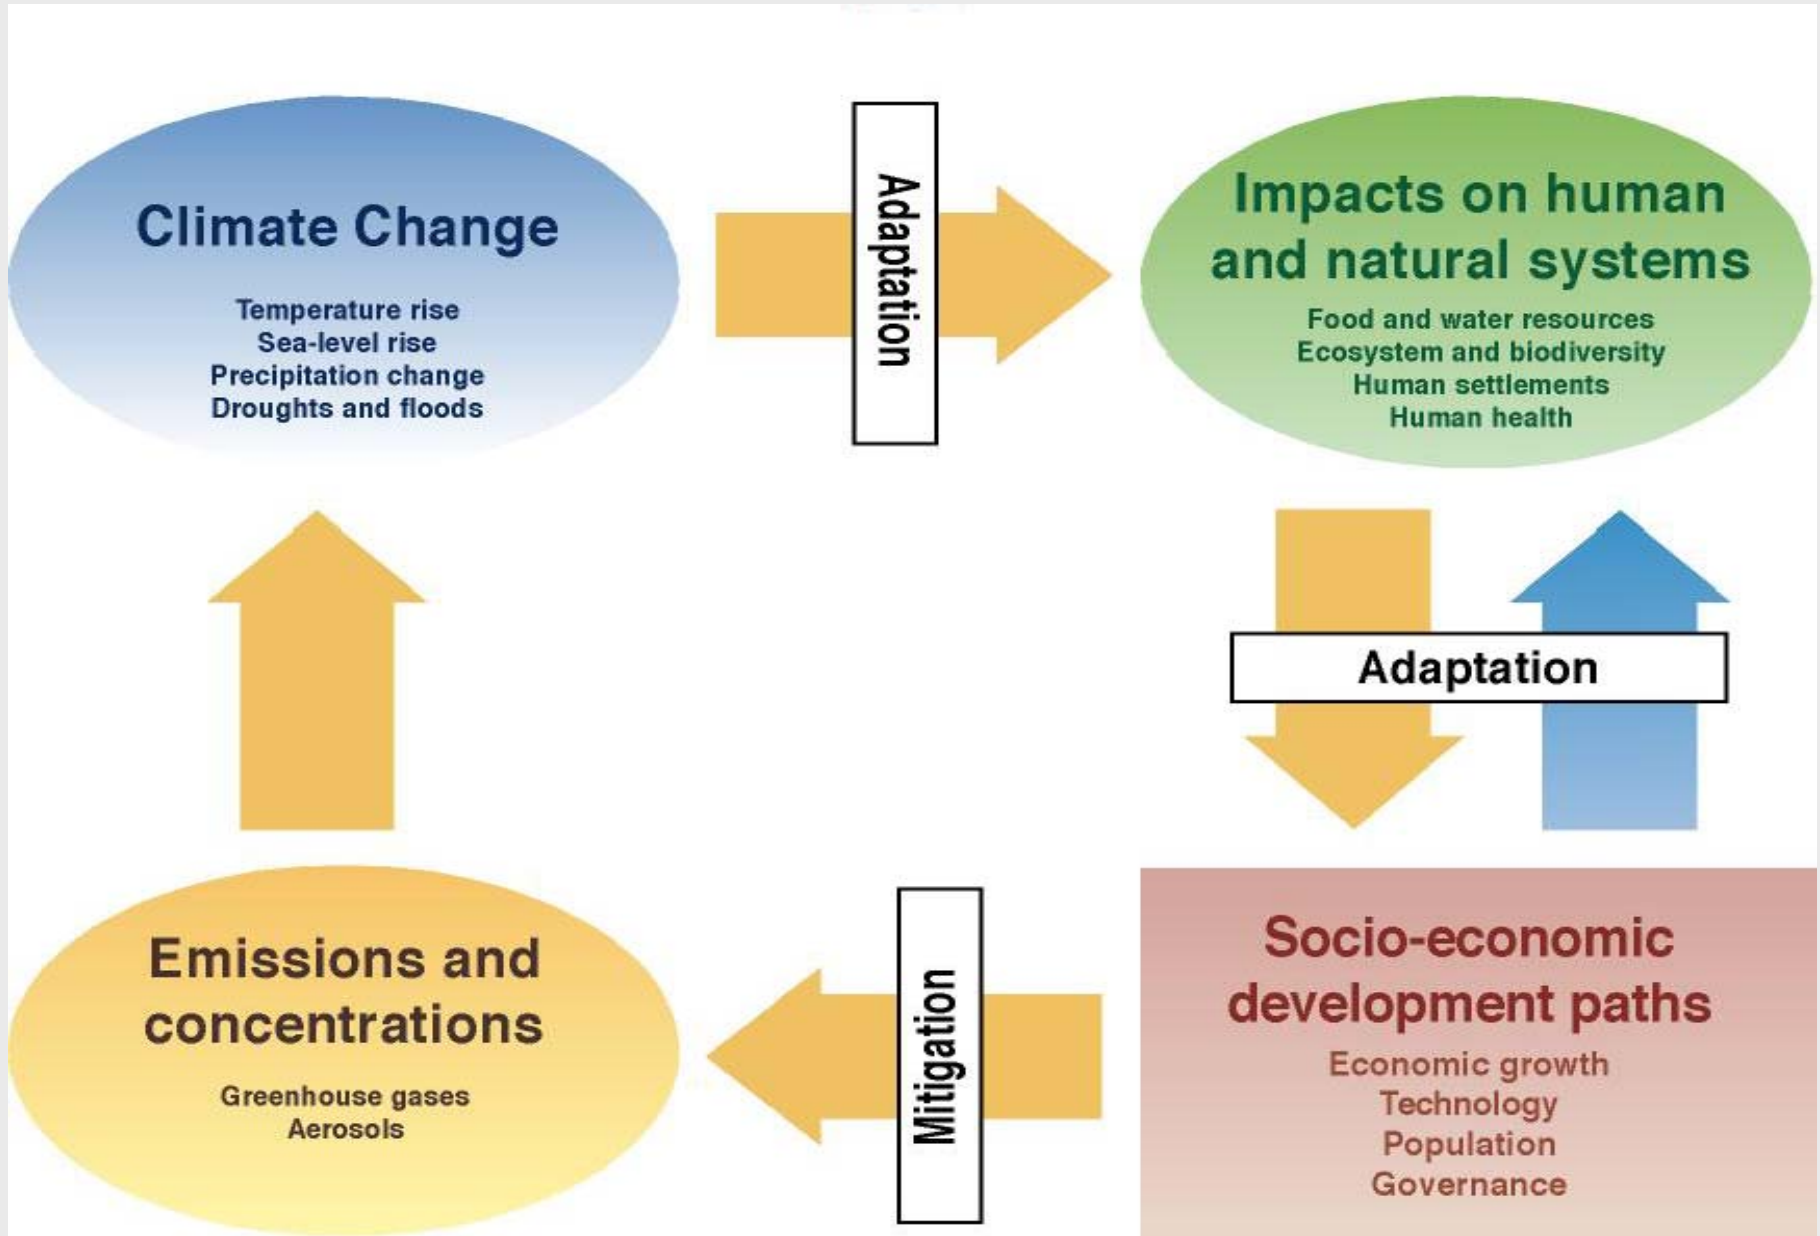 Climate Change
Temperature rise
Sea-level rise
Precipitation change
Droughts and floods
Adaptation
Impacts on human
and natural systems
Food and water resources
Ecosystem and biodiversity
Human settlements
Human health
Adaptation
Emissions and
concentrations
Greenhouse gases
Aerosols
Mitigation
Socio-economic
development paths
Economic growth
Technology
Population
Governance